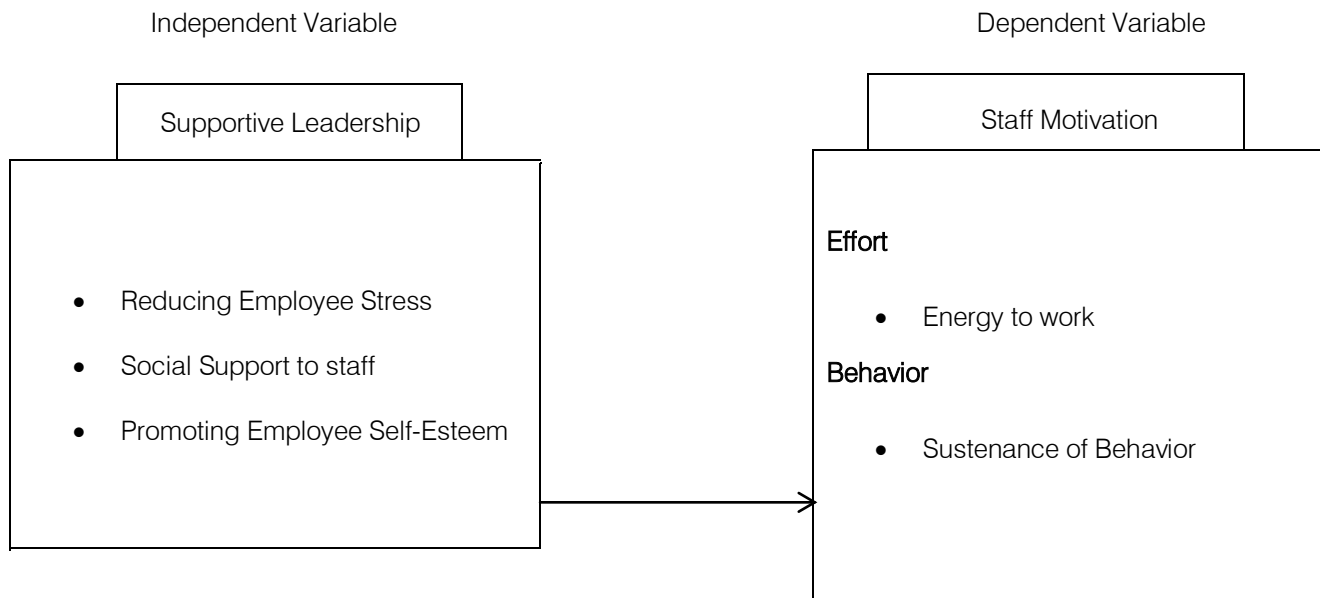 Independent Variable
Dependent Variable
Supportive Leadership
Staff Motivation
• Reducing Employee Stress
• Social Support to staff
• Promoting Employee Self-Esteem
Effort
• Energy to work
Behavior
• Sustenance of Behavior